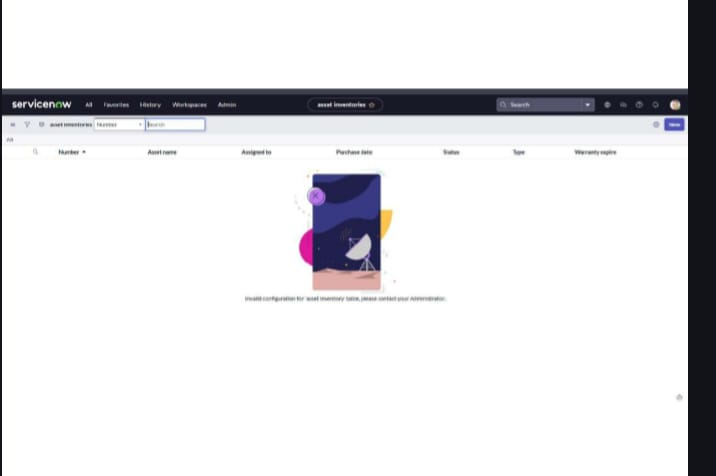 servicenow All Favorites History Workspaces Admin asset inventories Search
asset inventories Number Search New
All
Number Asset name Assigned to Purchase date Status Type Warranty expire
Invalid configuration for 'asset inventory' table, please contact your Administrator.